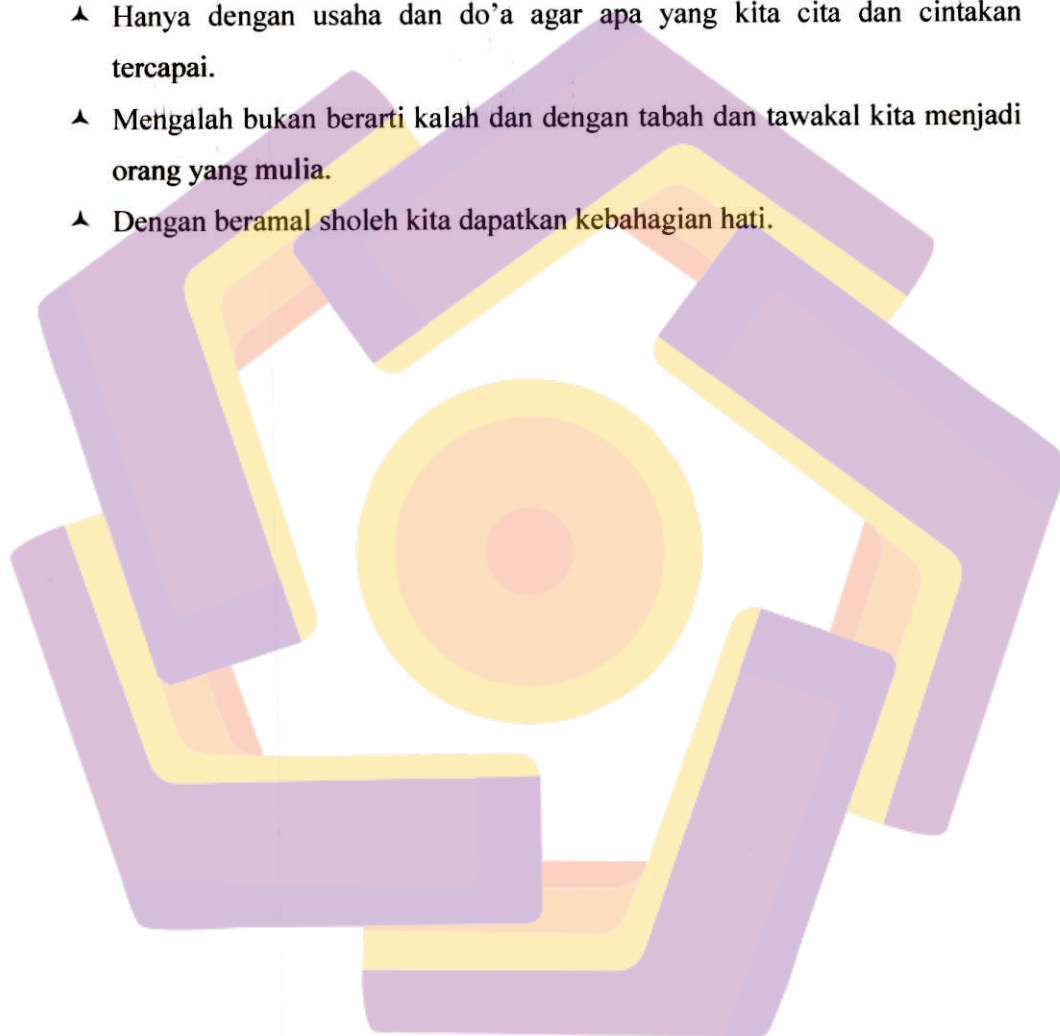 ⮝ Hanya dengan usaha dan do'a agar apa yang kita cita dan cintakan
tercapai.
⮝ Mengalah bukan berarti kalah dan dengan tabah dan tawakal kita menjadi
orang yang mulia.
⮝ Dengan beramal sholeh kita dapatkan kebahagian hati.